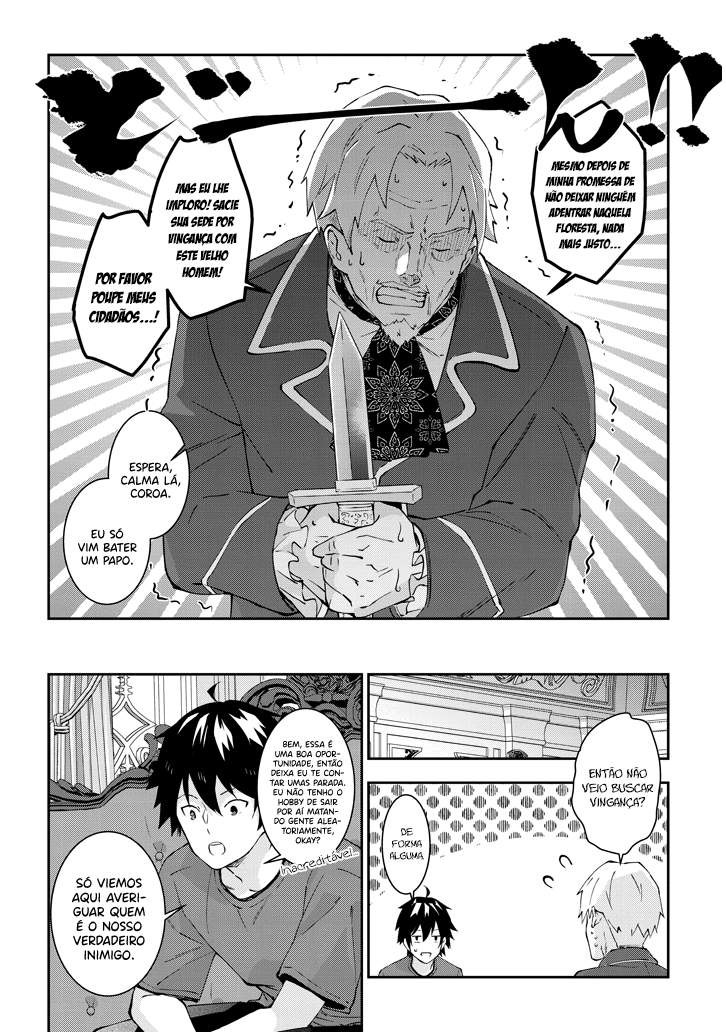 どーん!!
MESMO DEPOIS DE
MINHA PROMESSA DE
NÃO DEIXAR NINGUÉM
ADENTRAR NAQUELA
FLORESTA, NADA
MAIS JUSTO...
MAS EU LHE
IMPLORO! SACIE
SUA SEDE POR
VINGANÇA COM
ESTE VELHO
HOMEM!
POR FAVOR
POUPE MEUS
CIDADÃOS...!
ESPERA,
CALMA LÁ,
COROA.
EU SÓ
VIM BATER
UM PAPO.
ENTÃO NÃO
VEIO BUSCAR
VINGANÇA?
DE
FORMA
ALGUMA
BEM, ESSA É
UMA BOA OPOR-
TUNIDADE, ENTÃO
DEIXA EU TE CON-
TAR UMAS PARADA.
EU NÃO TENHO O
HOBBY DE SAIR
POR AÍ MATAN-
DO GENTE ALEA-
TORIAMENTE,
OKAY?
Inacreditável...
SÓ VIEMOS
AQUI AVERI-
GUAR QUEM
É O NOSSO
VERDADEIRO
INIMIGO.